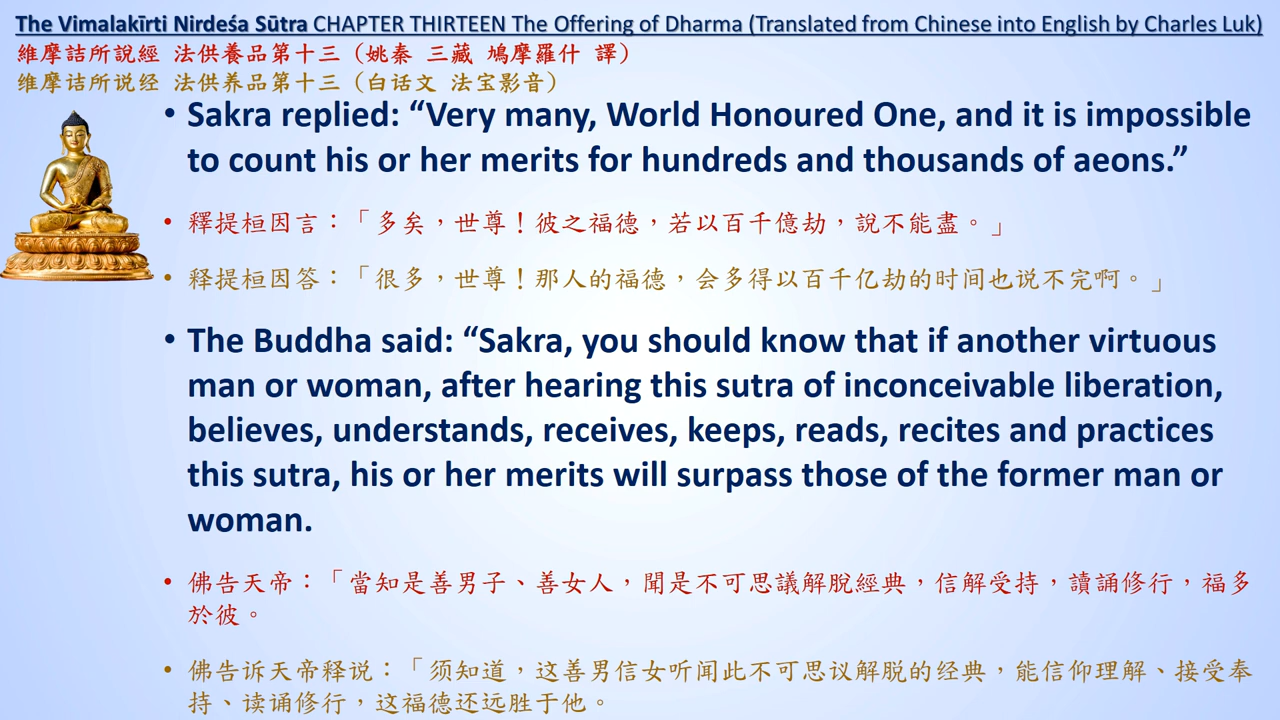 The Vimalakīrti Nirdeśa Sūtra CHAPTER THIRTEEN The Offering of Dharma (Translated from Chinese into English by Charles Luk)
維摩詰所說經 法供養品第十三（姚秦 三藏 鳩摩羅什 譯）
维摩诘所说经 法供养品第十三（白话文 法宝影音）
• Sakra replied: “Very many, World Honoured One, and it is impossible
to count his or her merits for hundreds and thousands of aeons.”
• 釋提桓因言：「多矣，世尊！彼之福德，若以百千億劫，說不能盡。」
• 释提桓因答：「很多，世尊！那人的福德，会多得以百千亿劫的时间也说不完啊。」
• The Buddha said: “Sakra, you should know that if another virtuous
man or woman, after hearing this sutra of inconceivable liberation,
believes, understands, receives, keeps, reads, recites and practices
this sutra, his or her merits will surpass those of the former man or
woman.
• 佛告天帝：「當知是善男子、善女人，聞是不可思議解脫經典，信解受持，讀誦修行，福多
於彼。
• 佛告诉天帝释说：「须知道，这善男信女听闻此不可思议解脱的经典，能信仰理解、接受奉
持、读诵修行，这福德还远胜于他。